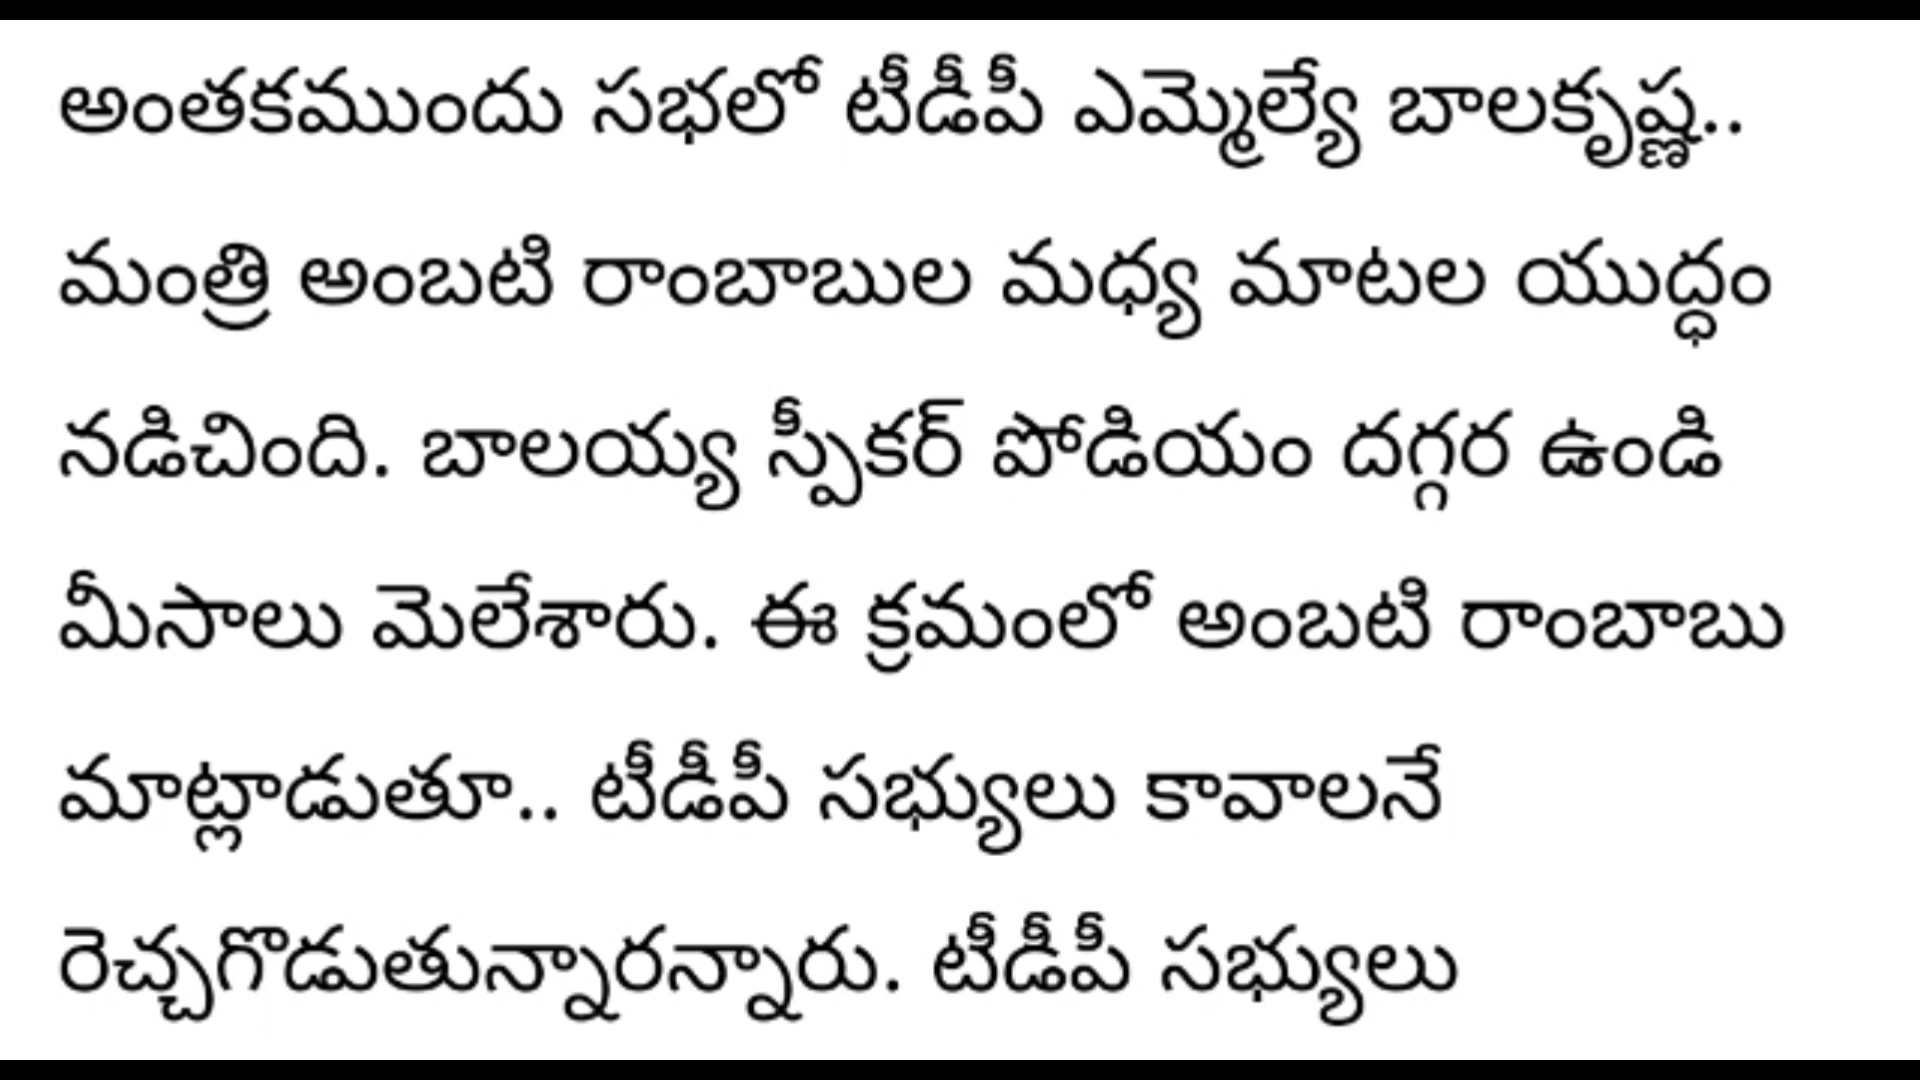 అంతకముందు సభలో టీడీపీ ఎమ్మెల్యే బాలకృష్ణ..
మంత్రి అంబటి రాంబాబుల మధ్య మాటల యుద్ధం
నడిచింది. బాలయ్య స్పీకర్ పోడియం దగ్గర ఉండి
మీసాలు మెలేశారు. ఈ క్రమంలో అంబటి రాంబాబు
మాట్లాడుతూ.. టీడీపీ సభ్యులు కావాలనే
రెచ్చగొడుతున్నారన్నారు. టీడీపీ సభ్యులు